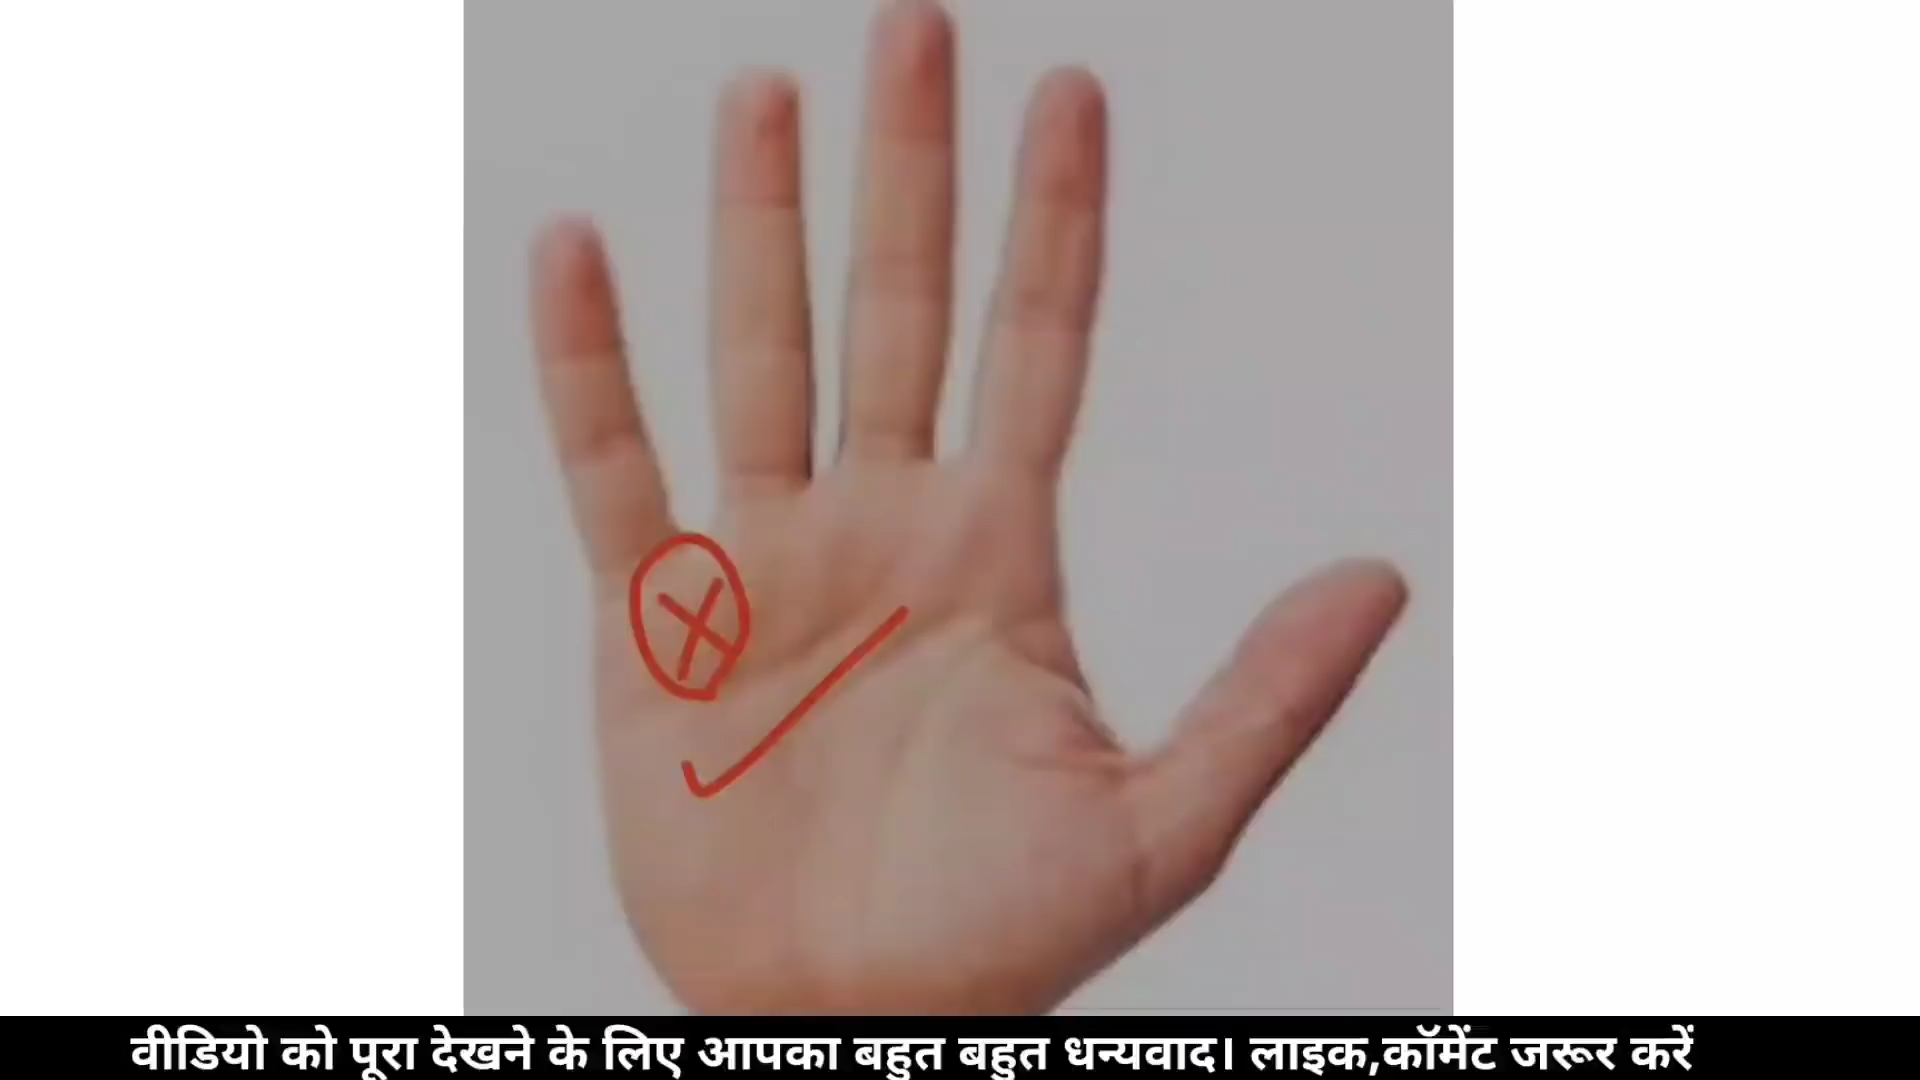 वीडियो को पूरा देखने के लिए आपका बहुत बहुत धन्यवाद। लाइक,कॉमेंट जरूर करें